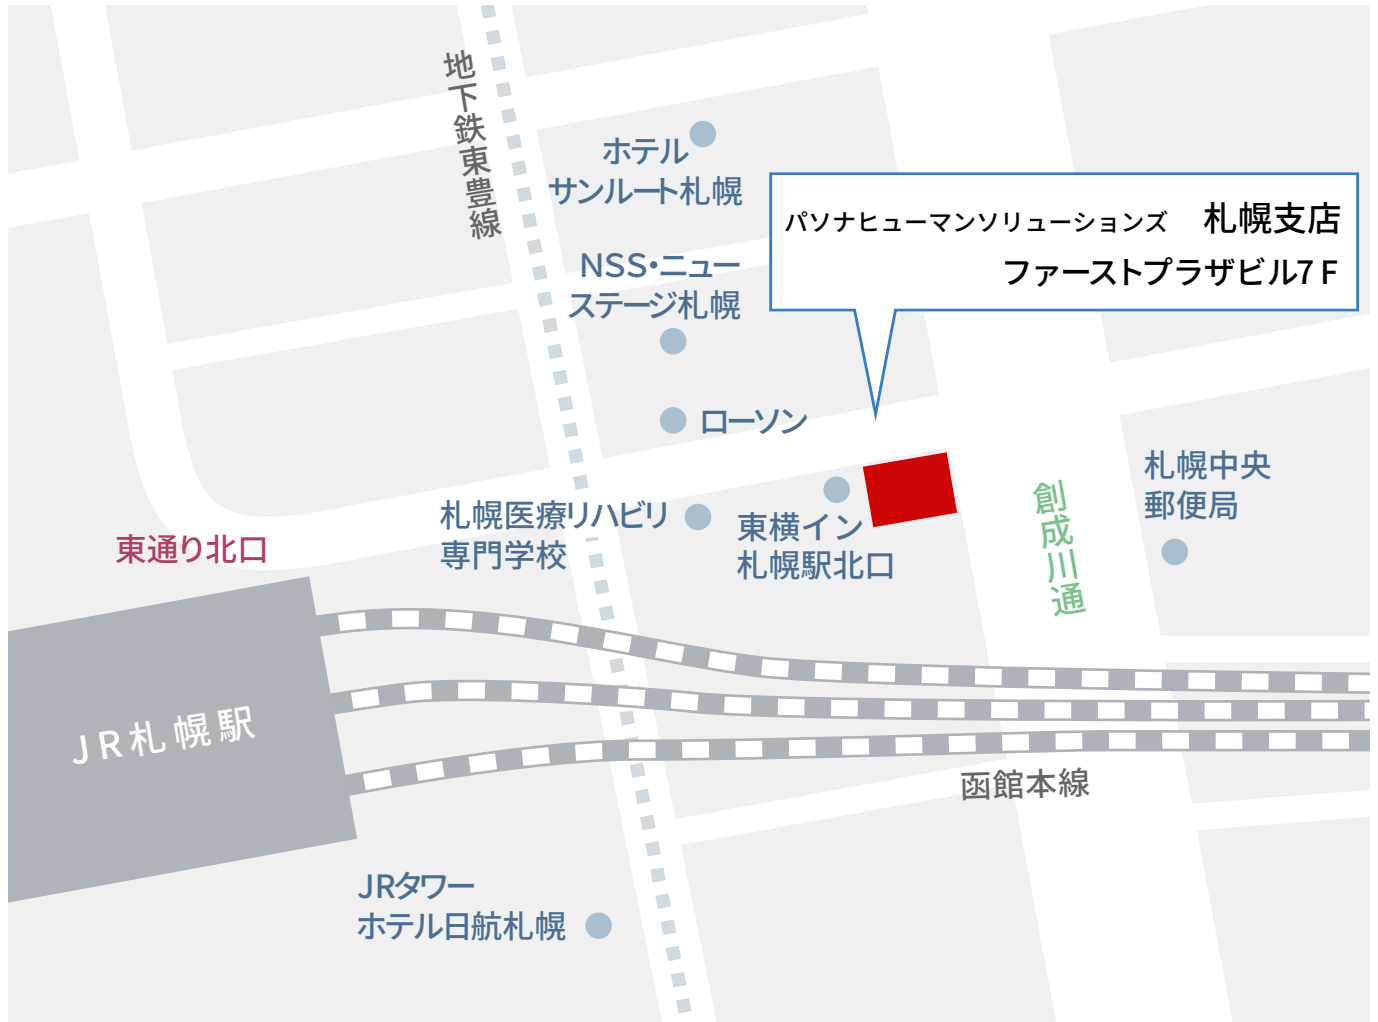 地下鉄東豊線
ホテル
サンルート札幌
パソナヒューマンソリューションズ 札幌支店
ファーストプラザビル7F
NSS・ニュー
ステージ札幌
ローソン
札幌医療リハビリ
専門学校
東横イン
札幌駅北口
創成川通
札幌中央
郵便局
東通り北口
JR札幌駅
函館本線
JRタワー
ホテル日航札幌